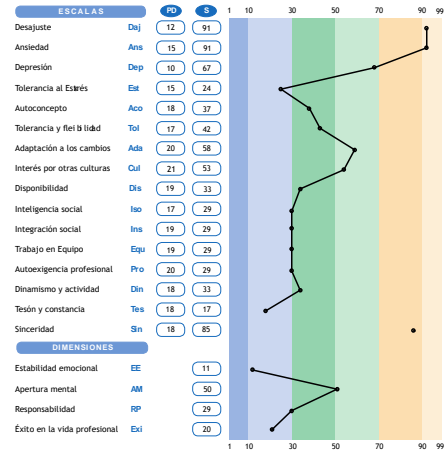 ESCALAS PD S 1 10 30 50 70 90 99
Desajuste Daj 12 91
Ansiedad Ans 15 91
Depresión Dep 10 67
Tolerancia al Estrés Est 15 24
Autoconcepto Aco 18 37
Tolerancia y fleibilidad Tol 17 42
Adaptación a los cambios Ada 20 58
Interés por otras culturas Cul 21 53
Disponibilidad Dis 19 33
Inteligencia social Iso 17 29
Integración social Ins 19 29
Trabajo en Equipo Equ 19 29
Autoexigencia profesional Pro 20 29
Dinamismo y actividad Din 18 33
Tesón y constancia Tes 18 17
Sinceridad Sin 18 85
DIMENSIONES
Estabilidad emocional EE 11
Apertura mental AM 50
Responsabilidad RP 29
Éxito en la vida profesional Exi 20
1 10 30 50 70 90 99